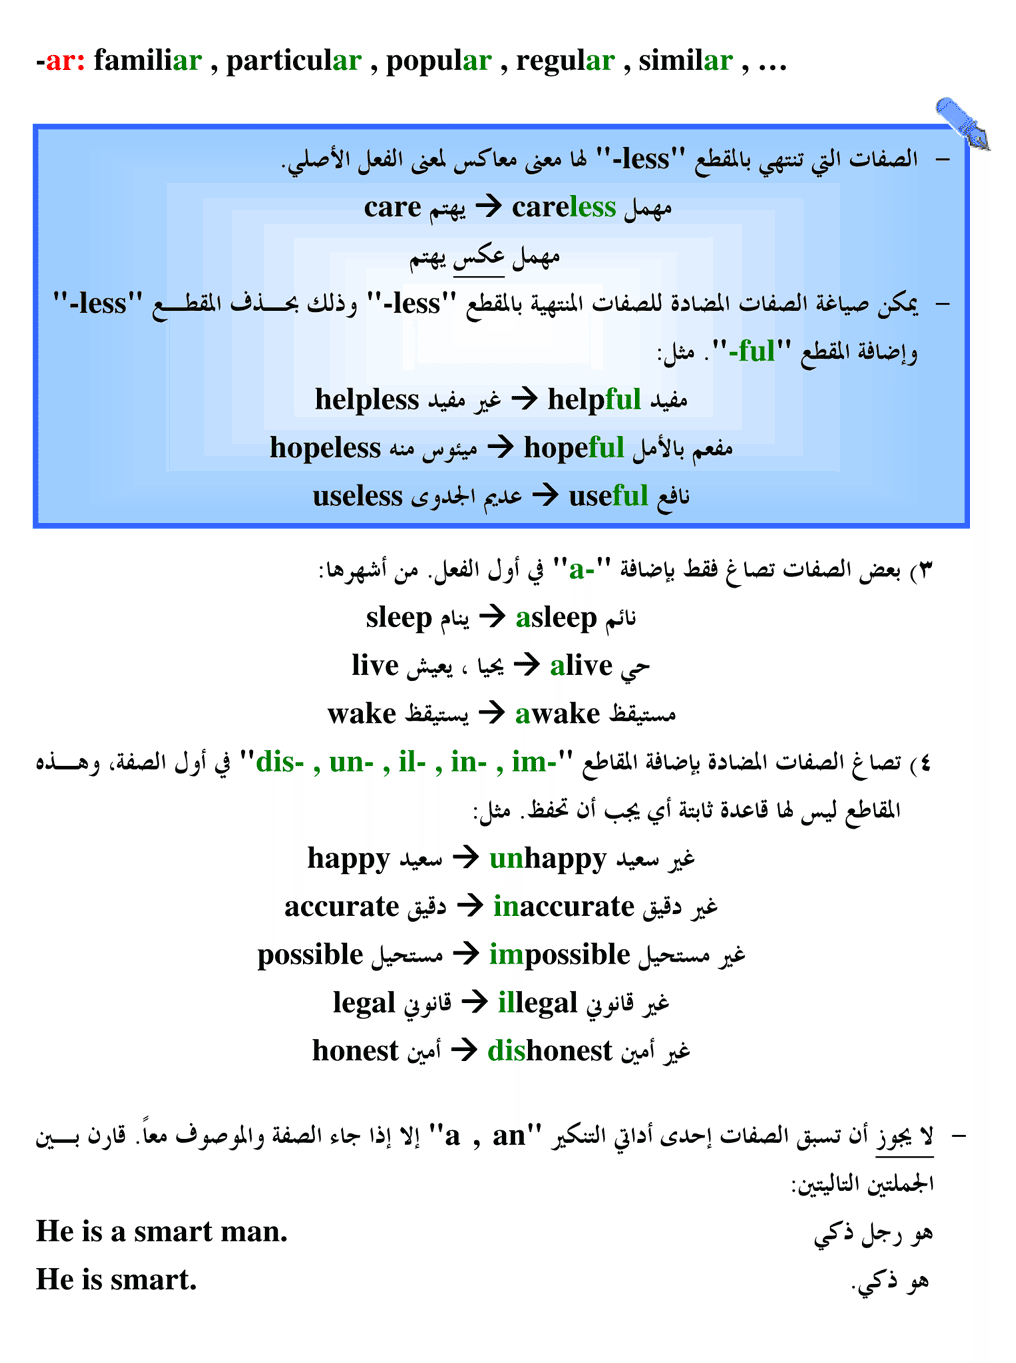 -ar: familiar , particular , popular , regular , similar , …
– الصفات التي تنتهي بالمقطع "-less" لها معنى معاكس لمعنى الفعل الأصلي.
care يهتم → careless مهمل
مهمل عكس يهتم
– يمكن صياغة الصفات المضادة للصفات المنتهية بالمقطع "-less" وذلك بحذف المقطع "-less"
وإضافة المقطع "-ful". مثل:
helpless غير مفيد → helpful مفيد
hopeless ميئوس منه → hopeful مفعم بالأمل
useless عديم الجدوى → useful نافع
٣) بعض الصفات تصاغ فقط بإضافة "a-" في أول الفعل. من أشهرها:
sleep ينام → asleep نائم
live يحيا ، يعيش → alive حي
wake يستيقظ → awake مستيقظ
٤) تصاغ الصفات المضادة بإضافة المقاطع "dis- , un- , il- , in- , im-" في أول الصفة، وهذه
المقاطع ليس لها قاعدة ثابتة أي يجب أن تحفظ. مثل:
happy سعيد → unhappy غير سعيد
accurate دقيق → inaccurate غير دقيق
possible مستحيل → impossible غير مستحيل
legal قانوني → illegal غير قانوني
honest أمين → dishonest غير أمين
– لا يجوز أن تسبق الصفات إحدى أداتي التنكير "a , an" إلا إذا جاء الصفة والموصوف معاً. قارن بين
الجملتين التاليتين:
He is a smart man. هو رجل ذكي
He is smart. هو ذكي.